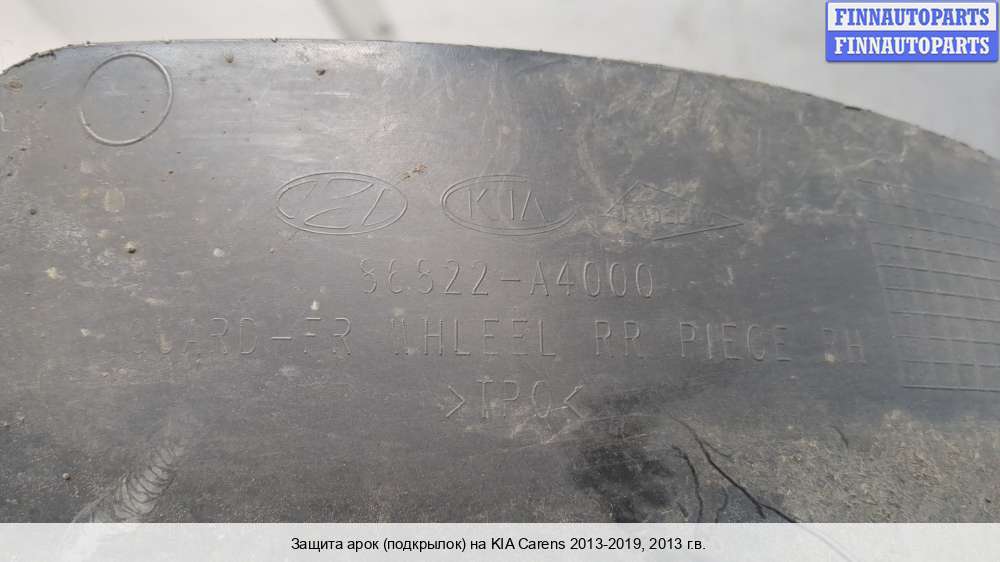 FINNAUTOPARTS
FINNAUTOPARTS
KIA
86822-A4000
GUARD-FR WHLEEL RR PIECE RH
>TPO<
Защита арок (подкрылок) на KIA Carens 2013-2019, 2013 г.в.